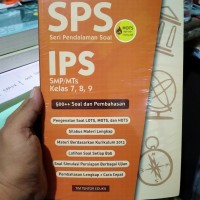 SPS
Seri Pendalaman Soal
HOTS
IPS
SMP/MTs
Kelas 7, 8, 9
500++ Soal dan Pembahasan
Pengenalan Soal LOTS, MOTS, dan HOTS
Silabus Materi Lengkap
Materi Berdasarkan Kurikulum 2013
Latihan Soal Setiap Bab
Soal Simulasi Persiapan Berbagai Ujian
Pembahasan Lengkap + Cara Cepat